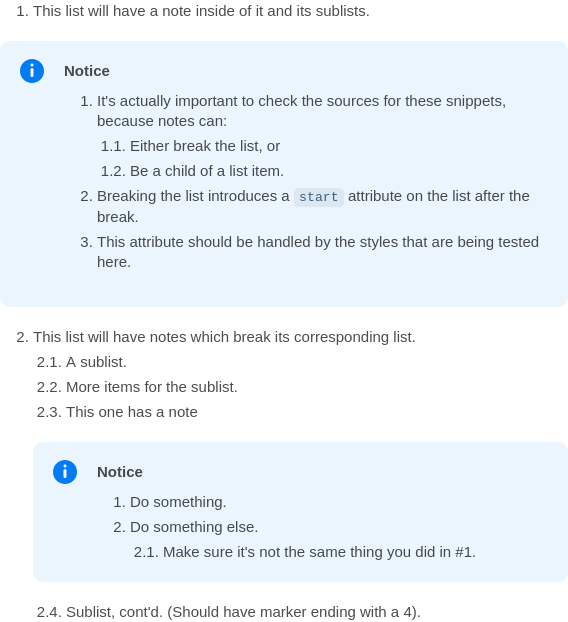 1. This list will have a note inside of it and its sublists.
Notice
1. It's actually important to check the sources for these snippets,
because notes can:
1.1. Either break the list, or
1.2. Be a child of a list item.
2. Breaking the list introduces a start attribute on the list after the
break.
3. This attribute should be handled by the styles that are being tested
here.
2. This list will have notes which break its corresponding list.
2.1. A sublist.
2.2. More items for the sublist.
2.3. This one has a note
Notice
1. Do something.
2. Do something else.
2.1. Make sure it's not the same thing you did in #1.
2.4. Sublist, cont'd. (Should have marker ending with a 4).